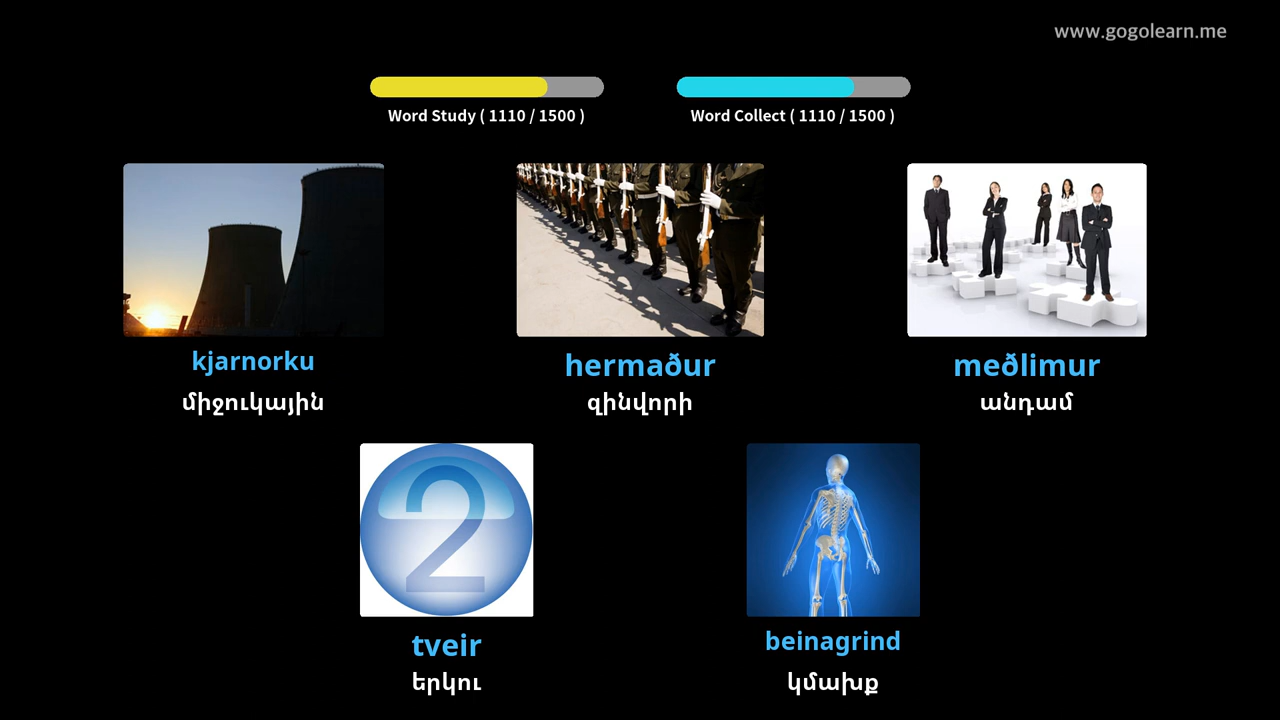 www.gogolearn.me
Word Study ( 1110 / 1500 )
Word Collect ( 1110 / 1500 )
kjarnorku
միջուկային
hermaður
զինվորի
meðlimur
անդամ
2
tveir
երկու
beinagrind
կմախք